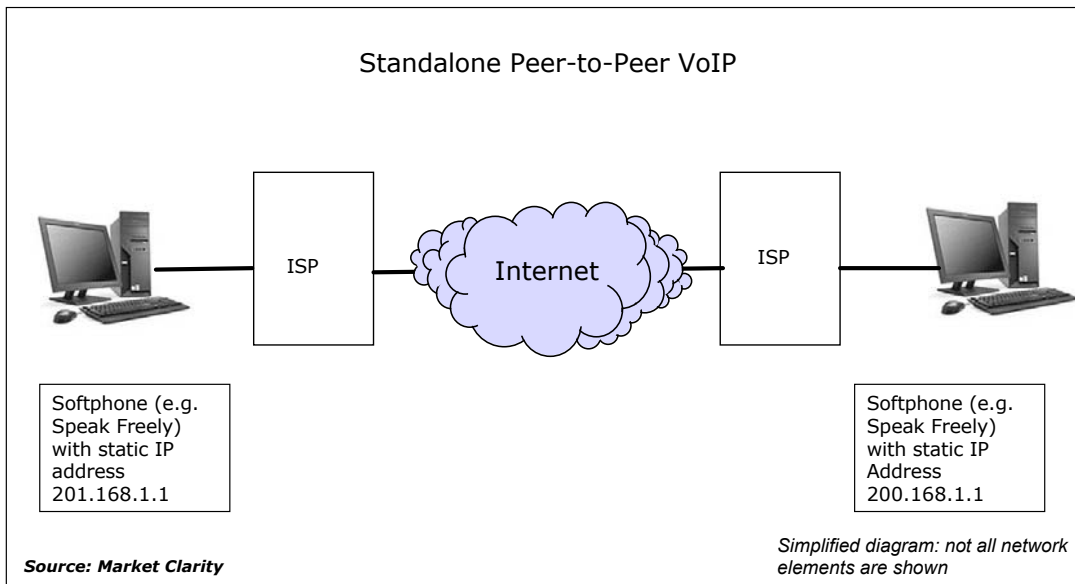 Standalone Peer-to-Peer VoIP
ISP
Internet
ISP
Softphone (e.g.
Speak Freely)
with static IP
address
201.168.1.1
Softphone (e.g.
Speak Freely)
with static IP
Address
200.168.1.1
Source: Market Clarity
Simplified diagram: not all network
elements are shown